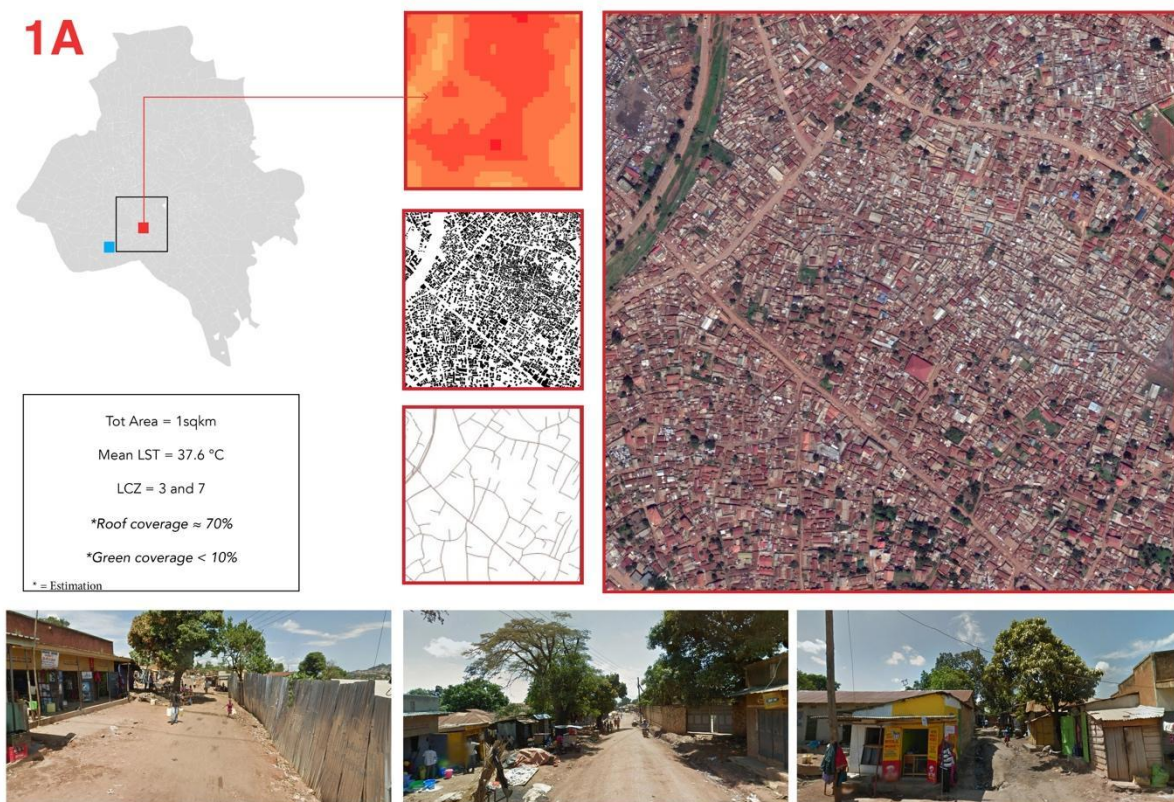 1A
Tot Area = 1sqkm
Mean LST = 37.6 °C
LCZ = 3 and 7
*Roof coverage ≈ 70%
*Green coverage < 10%
* = Estimation